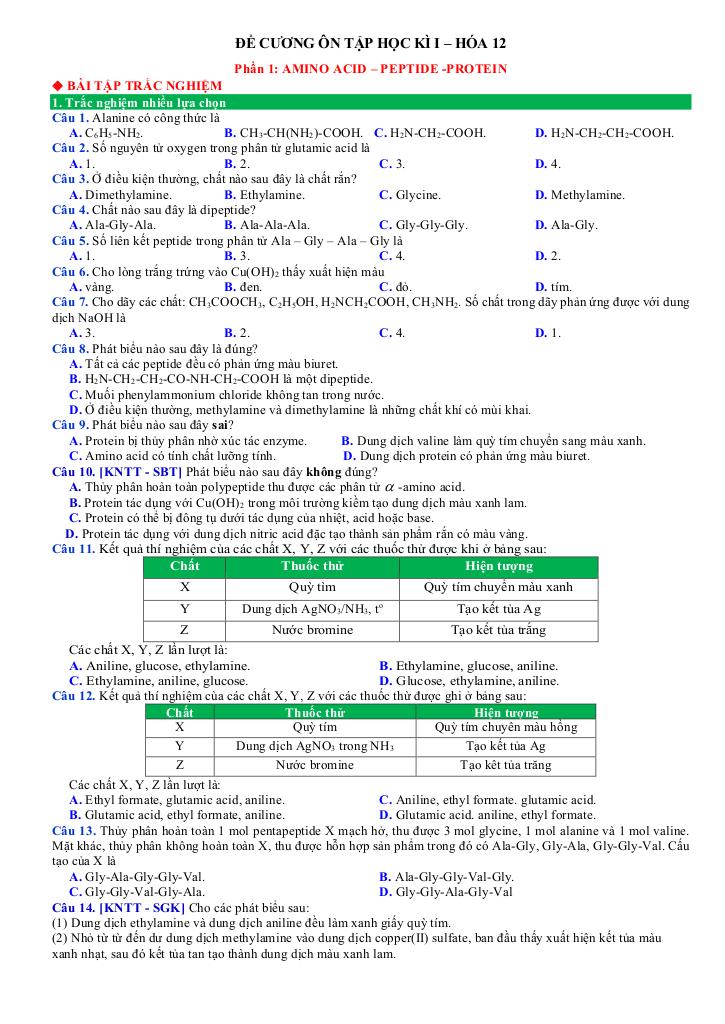 ĐỀ CƯƠNG ÔN TẬP HỌC KÌ I – HÓA 12
Phần 1: AMINO ACID – PEPTIDE -PROTEIN
❖ BÀI TẬP TRẮC NGHIỆM
1. Trắc nghiệm nhiều lựa chọn
Câu 1. Alanine có công thức là
A. C₆H₅-NH₂. B. CH₃-CH(NH₂)-COOH. C. H₂N-CH₂-COOH. D. H₂N-CH₂-CH₂-COOH.
Câu 2. Số nguyên tử oxygen trong phân tử glutamic acid là
A. 1. B. 2. C. 3. D. 4.
Câu 3. Ở điều kiện thường, chất nào sau đây là chất rắn?
A. Dimethylamine. B. Ethylamine. C. Glycine. D. Methylamine.
Câu 4. Chất nào sau đây là dipeptide?
A. Ala-Gly-Ala. B. Ala-Ala-Ala. C. Gly-Gly-Gly. D. Ala-Gly.
Câu 5. Số liên kết peptide trong phân tử Ala – Gly – Ala – Gly là
A. 1. B. 3. C. 4. D. 2.
Câu 6. Cho lòng trắng trứng vào Cu(OH)₂ thấy xuất hiện màu
A. vàng. B. đen. C. đỏ. D. tím.
Câu 7. Cho dãy các chất: CH₃COOCH₃, C₂H₅OH, H₂NCH₂COOH, CH₃NH₂. Số chất trong dãy phản ứng được với dung
dịch NaOH là
A. 3. B. 2. C. 4. D. 1.
Câu 8. Phát biểu nào sau đây là đúng?
A. Tất cả các peptide đều có phản ứng màu biuret.
B. H₂N-CH₂-CH₂-CO-NH-CH₂-COOH là một dipeptide.
C. Muối phenylammonium chloride không tan trong nước.
D. Ở điều kiện thường, methylamine và dimethylamine là những chất khí có mùi khai.
Câu 9. Phát biểu nào sau đây sai?
A. Protein bị thủy phân nhờ xúc tác enzyme. B. Dung dịch valine làm quỳ tím chuyển sang màu xanh.
C. Amino acid có tính chất lưỡng tính. D. Dung dịch protein có phản ứng màu biuret.
Câu 10. [KNTT - SBT] Phát biểu nào sau đây không đúng?
A. Thủy phân hoàn toàn polypeptide thu được các phân tử α -amino acid.
B. Protein tác dụng với Cu(OH)₂ trong môi trường kiềm tạo dung dịch màu xanh lam.
C. Protein có thể bị đông tụ dưới tác dụng của nhiệt, acid hoặc base.
D. Protein tác dụng với dung dịch nitric acid đặc tạo thành sản phẩm rắn có màu vàng.
Câu 11. Kết quả thí nghiệm của các chất X, Y, Z với các thuốc thử được khi ở bảng sau:
Chất Thuốc thử Hiện tượng
X Quỳ tím Quỳ tím chuyển màu xanh
Y Dung dịch AgNO₃/NH₃, tº Tạo kết tủa Ag
Z Nước bromine Tạo kết tủa trắng
Các chất X, Y, Z lần lượt là:
A. Aniline, glucose, ethylamine. B. Ethylamine, glucose, aniline.
C. Ethylamine, aniline, glucose. D. Glucose, ethylamine, aniline.
Câu 12. Kết quả thí nghiệm của các chất X, Y, Z với các thuốc thử được ghi ở bảng sau:
Chất Thuốc thử Hiện tượng
X Quỳ tím Quỳ tím chuyển màu hồng
Y Dung dịch AgNO₃ trong NH₃ Tạo kết tủa Ag
Z Nước bromine Tạo kết tủa trắng
Các chất X, Y, Z lần lượt là:
A. Ethyl formate, glutamic acid, aniline. C. Aniline, ethyl formate. glutamic acid.
B. Glutamic acid, ethyl formate, aniline. D. Glutamic acid. aniline, ethyl formate.
Câu 13. Thủy phân hoàn toàn 1 mol pentapeptide X mạch hở, thu được 3 mol glycine, 1 mol alanine và 1 mol valine.
Mặt khác, thủy phân không hoàn toàn X, thu được hỗn hợp sản phẩm trong đó có Ala-Gly, Gly-Ala, Gly-Gly-Val. Cấu
tạo của X là
A. Gly-Ala-Gly-Gly-Val. B. Ala-Gly-Gly-Val-Gly.
C. Gly-Gly-Val-Gly-Ala. D. Gly-Gly-Ala-Gly-Val
Câu 14. [KNTT - SGK] Cho các phát biểu sau:
(1) Dung dịch ethylamine và dung dịch aniline đều làm xanh giấy quỳ tím.
(2) Nhỏ từ từ đến dư dung dịch methylamine vào dung dịch copper(II) sulfate, ban đầu thấy xuất hiện kết tủa màu
xanh nhạt, sau đó kết tủa tan tạo thành dung dịch màu xanh lam.